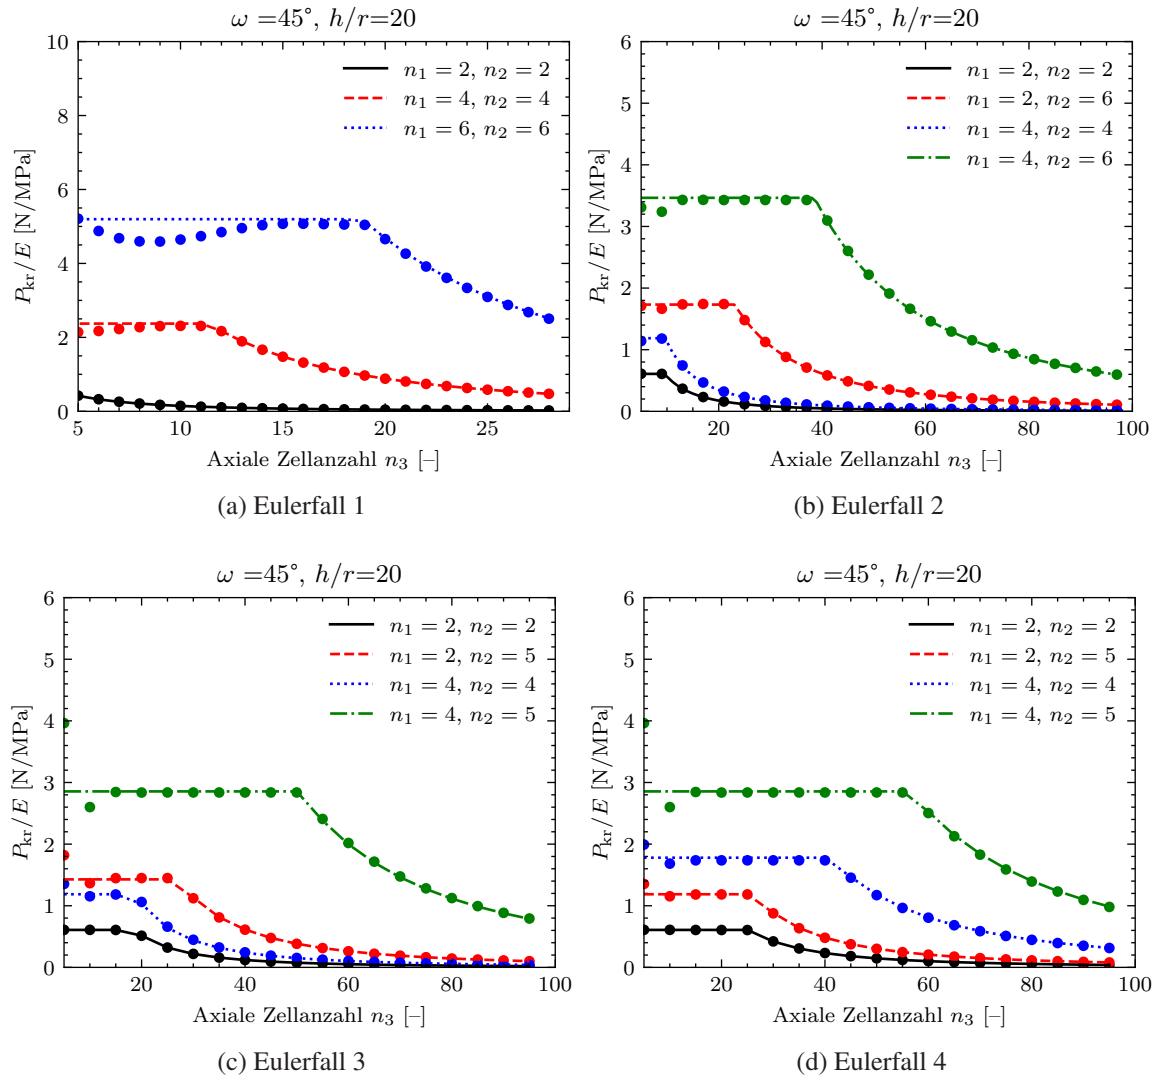 ω =45°, h/r=20
10
8
6
4
2
0
5
10
15
20
25
P_kr/E [N/MPa]
Axiale Zellanzahl n₃ [–]
n₁ = 2, n₂ = 2
n₁ = 4, n₂ = 4
n₁ = 6, n₂ = 6
(a) Eulerfall 1
ω =45°, h/r=20
6
5
4
3
2
1
0
20
40
60
80
100
P_kr/E [N/MPa]
Axiale Zellanzahl n₃ [–]
n₁ = 2, n₂ = 2
n₁ = 2, n₂ = 6
n₁ = 4, n₂ = 4
n₁ = 4, n₂ = 6
(b) Eulerfall 2
ω =45°, h/r=20
6
5
4
3
2
1
0
20
40
60
80
100
P_kr/E [N/MPa]
Axiale Zellanzahl n₃ [–]
n₁ = 2, n₂ = 2
n₁ = 2, n₂ = 5
n₁ = 4, n₂ = 4
n₁ = 4, n₂ = 5
(c) Eulerfall 3
ω =45°, h/r=20
6
5
4
3
2
1
0
20
40
60
80
100
P_kr/E [N/MPa]
Axiale Zellanzahl n₃ [–]
n₁ = 2, n₂ = 2
n₁ = 2, n₂ = 5
n₁ = 4, n₂ = 4
n₁ = 4, n₂ = 5
(d) Eulerfall 4